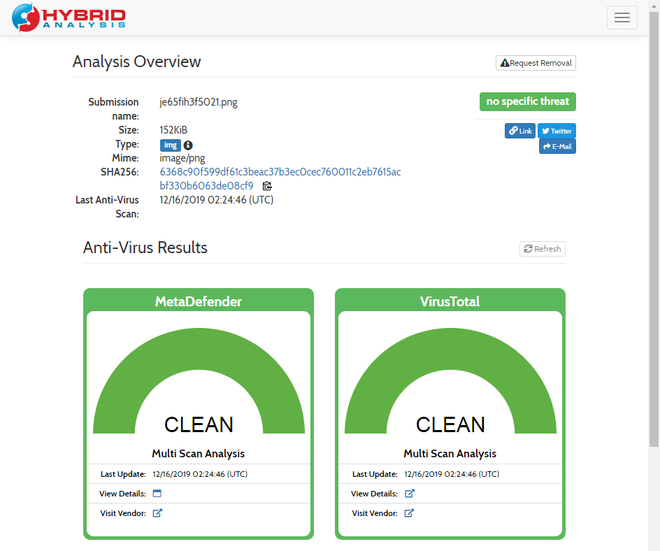 HYBRID
ANALYSIS
Analysis Overview
Request Removal
Submission name: je65fih3f5021.png
Size: 152KiB
Type: img
Mime: image/png
SHA256: 6368c90f599df61c3beac37b3ec0cec760011c2eb7615ac
bf330b6063de08cf9
Last Anti-Virus Scan: 12/16/2019 02:24:46 (UTC)
no specific threat
Link
Twitter
E-Mail
Anti-Virus Results
Refresh
MetaDefender
CLEAN
Multi Scan Analysis
Last Update: 12/16/2019 02:24:46 (UTC)
View Details:
Visit Vendor:
VirusTotal
CLEAN
Multi Scan Analysis
Last Update: 12/16/2019 02:24:46 (UTC)
View Details:
Visit Vendor: